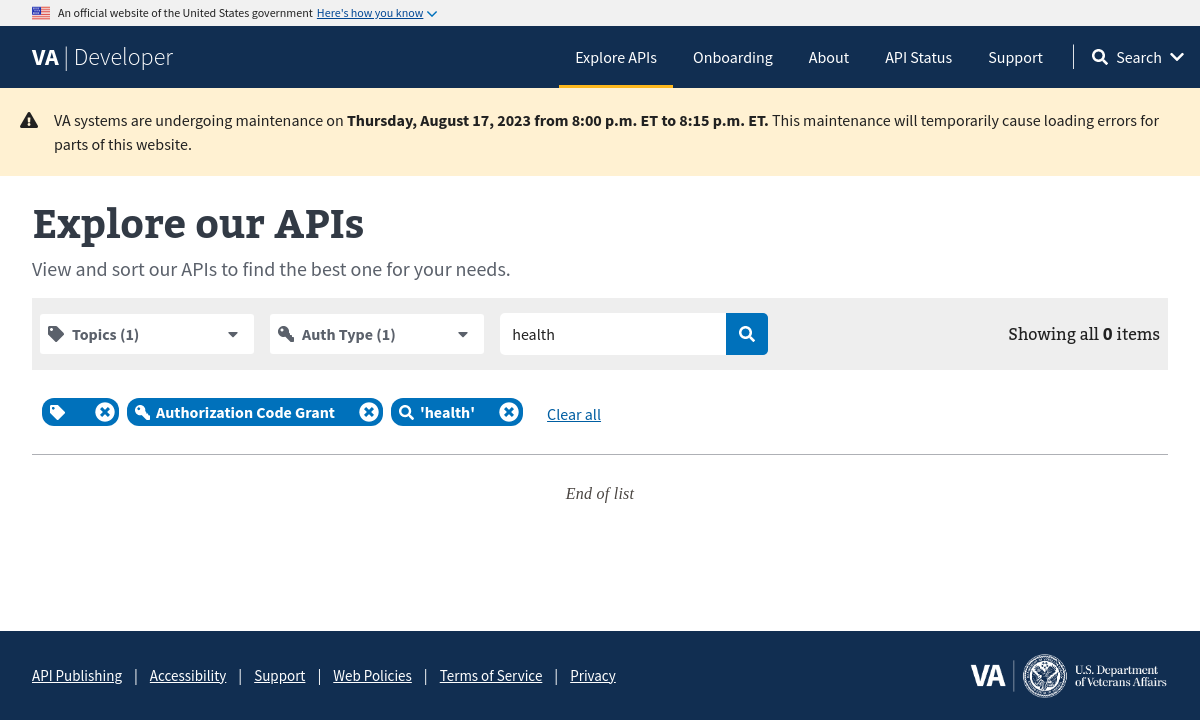 An official website of the United States government Here's how you know
VA | Developer
Explore APIs
Onboarding
About
API Status
Support
Search
VA systems are undergoing maintenance on Thursday, August 17, 2023 from 8:00 p.m. ET to 8:15 p.m. ET. This maintenance will temporarily cause loading errors for
parts of this website.
Explore our APIs
View and sort our APIs to find the best one for your needs.
Topics (1)
Auth Type (1)
health
Showing all 0 items
Authorization Code Grant
'health'
Clear all
End of list
API Publishing | Accessibility | Support | Web Policies | Terms of Service | Privacy
VA
U.S. Department
of Veterans Affairs